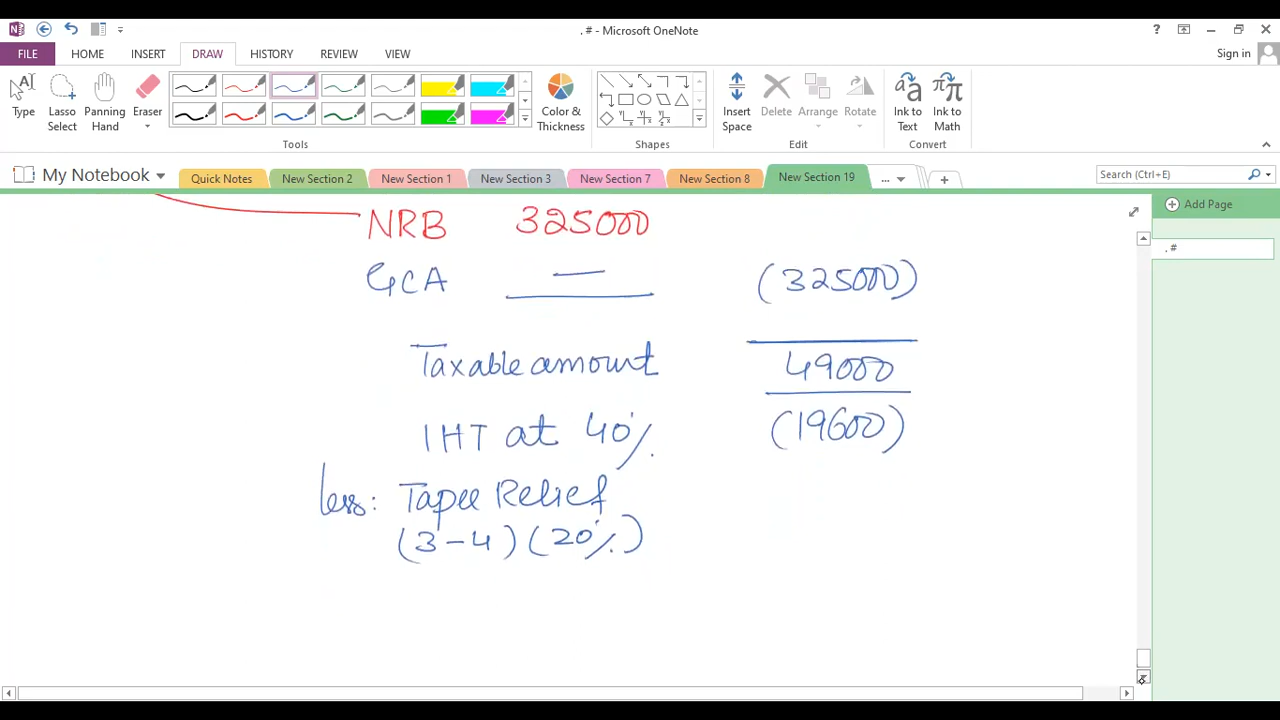 . # - Microsoft OneNote
? 
Sign in
FILE HOME INSERT DRAW HISTORY REVIEW VIEW
Type
Lasso Select
Panning Hand
Eraser
Color & Thickness
Insert Space
Delete
Arrange
Rotate
Ink to Text
Ink to Math
Tools
Shapes
Edit
Convert
My Notebook
Quick Notes
New Section 2
New Section 1
New Section 3
New Section 7
New Section 8
New Section 19
...
Search (Ctrl+E)
Add Page
. #
NRB 325000
GCA — (325000)
Taxable amount 49000
IHT at 40% (19600)
less: Taper Relief
(3-4) (20%)